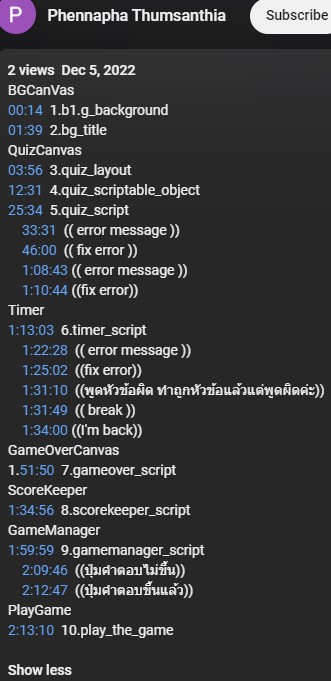 P
Phennapha Thumsanthia
Subscribe
2 views Dec 5, 2022
BGCanVas
00:14 1.b1.g_background
01:39 2.bg_title
QuizCanvas
03:56 3.quiz_layout
12:31 4.quiz_scriptable_object
25:34 5.quiz_script
33:31 (( error message ))
46:00 (( fix error ))
1:08:43 (( error message ))
1:10:44 ((fix error))
Timer
1:13:03 6.timer_script
1:22:28 (( error message ))
1:25:02 ((fix error))
1:31:10 ((พูดหัวข้อผิด ทำถูกหัวข้อแล้วแต่พูดผิดค่ะ))
1:31:49 (( break ))
1:34:00 ((I'm back))
GameOverCanvas
1.51:50 7.gameover_script
ScoreKeeper
1:34:56 8.scorekeeper_script
GameManager
1:59:59 9.gamemanager_script
2:09:46 ((ปุ่มคำตอบไม่ขึ้น))
2:12:47 ((ปุ่มคำตอบขึ้นแล้ว))
PlayGame
2:13:10 10.play_the_game
Show less